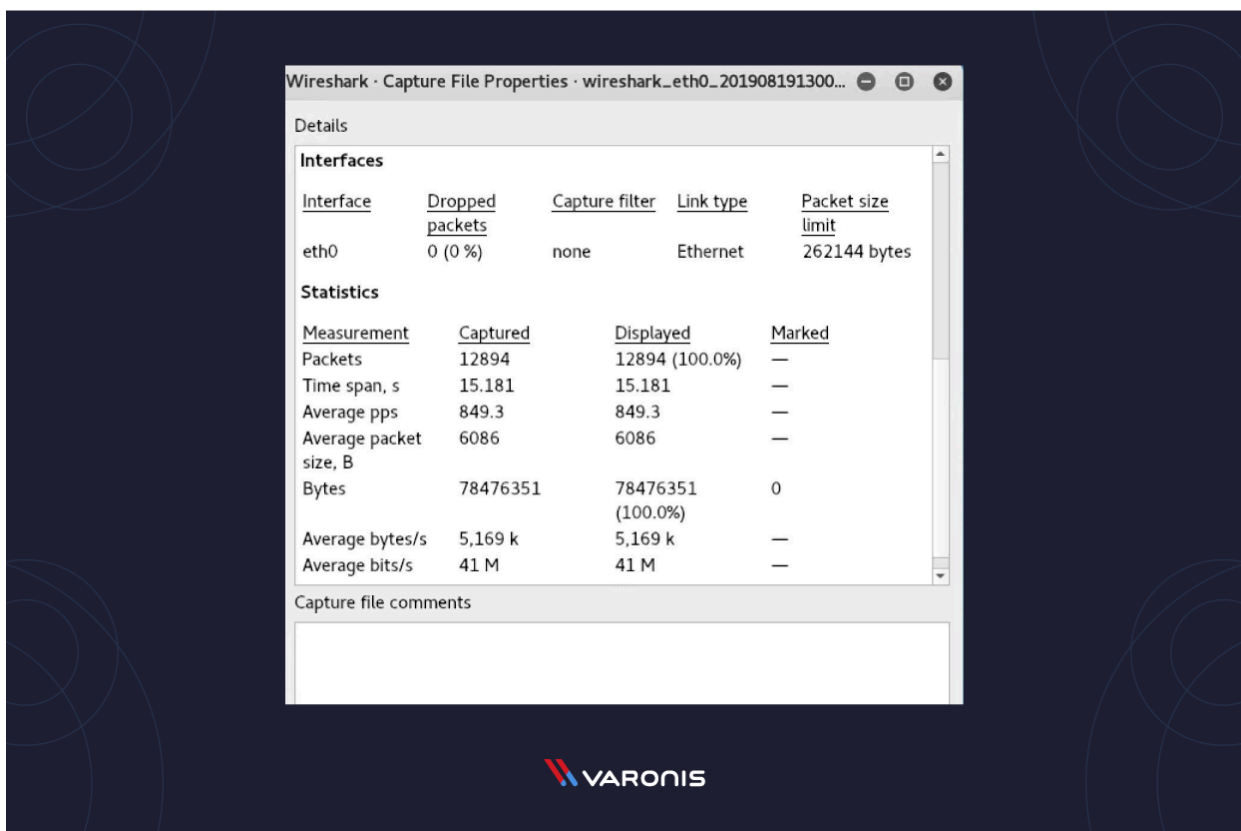 Wireshark · Capture File Properties · wireshark_eth0_201908191300...
Details
Interfaces
Interface Dropped packets Capture filter Link type Packet size limit
eth0 0 (0 %) none Ethernet 262144 bytes
Statistics
Measurement Captured Displayed Marked
Packets 12894 12894 (100.0%) —
Time span, s 15.181 15.181 —
Average pps 849.3 849.3 —
Average packet size, B 6086 6086 —
Bytes 78476351 78476351 (100.0%) 0
Average bytes/s 5,169 k 5,169 k —
Average bits/s 41 M 41 M —
Capture file comments
VARONIS